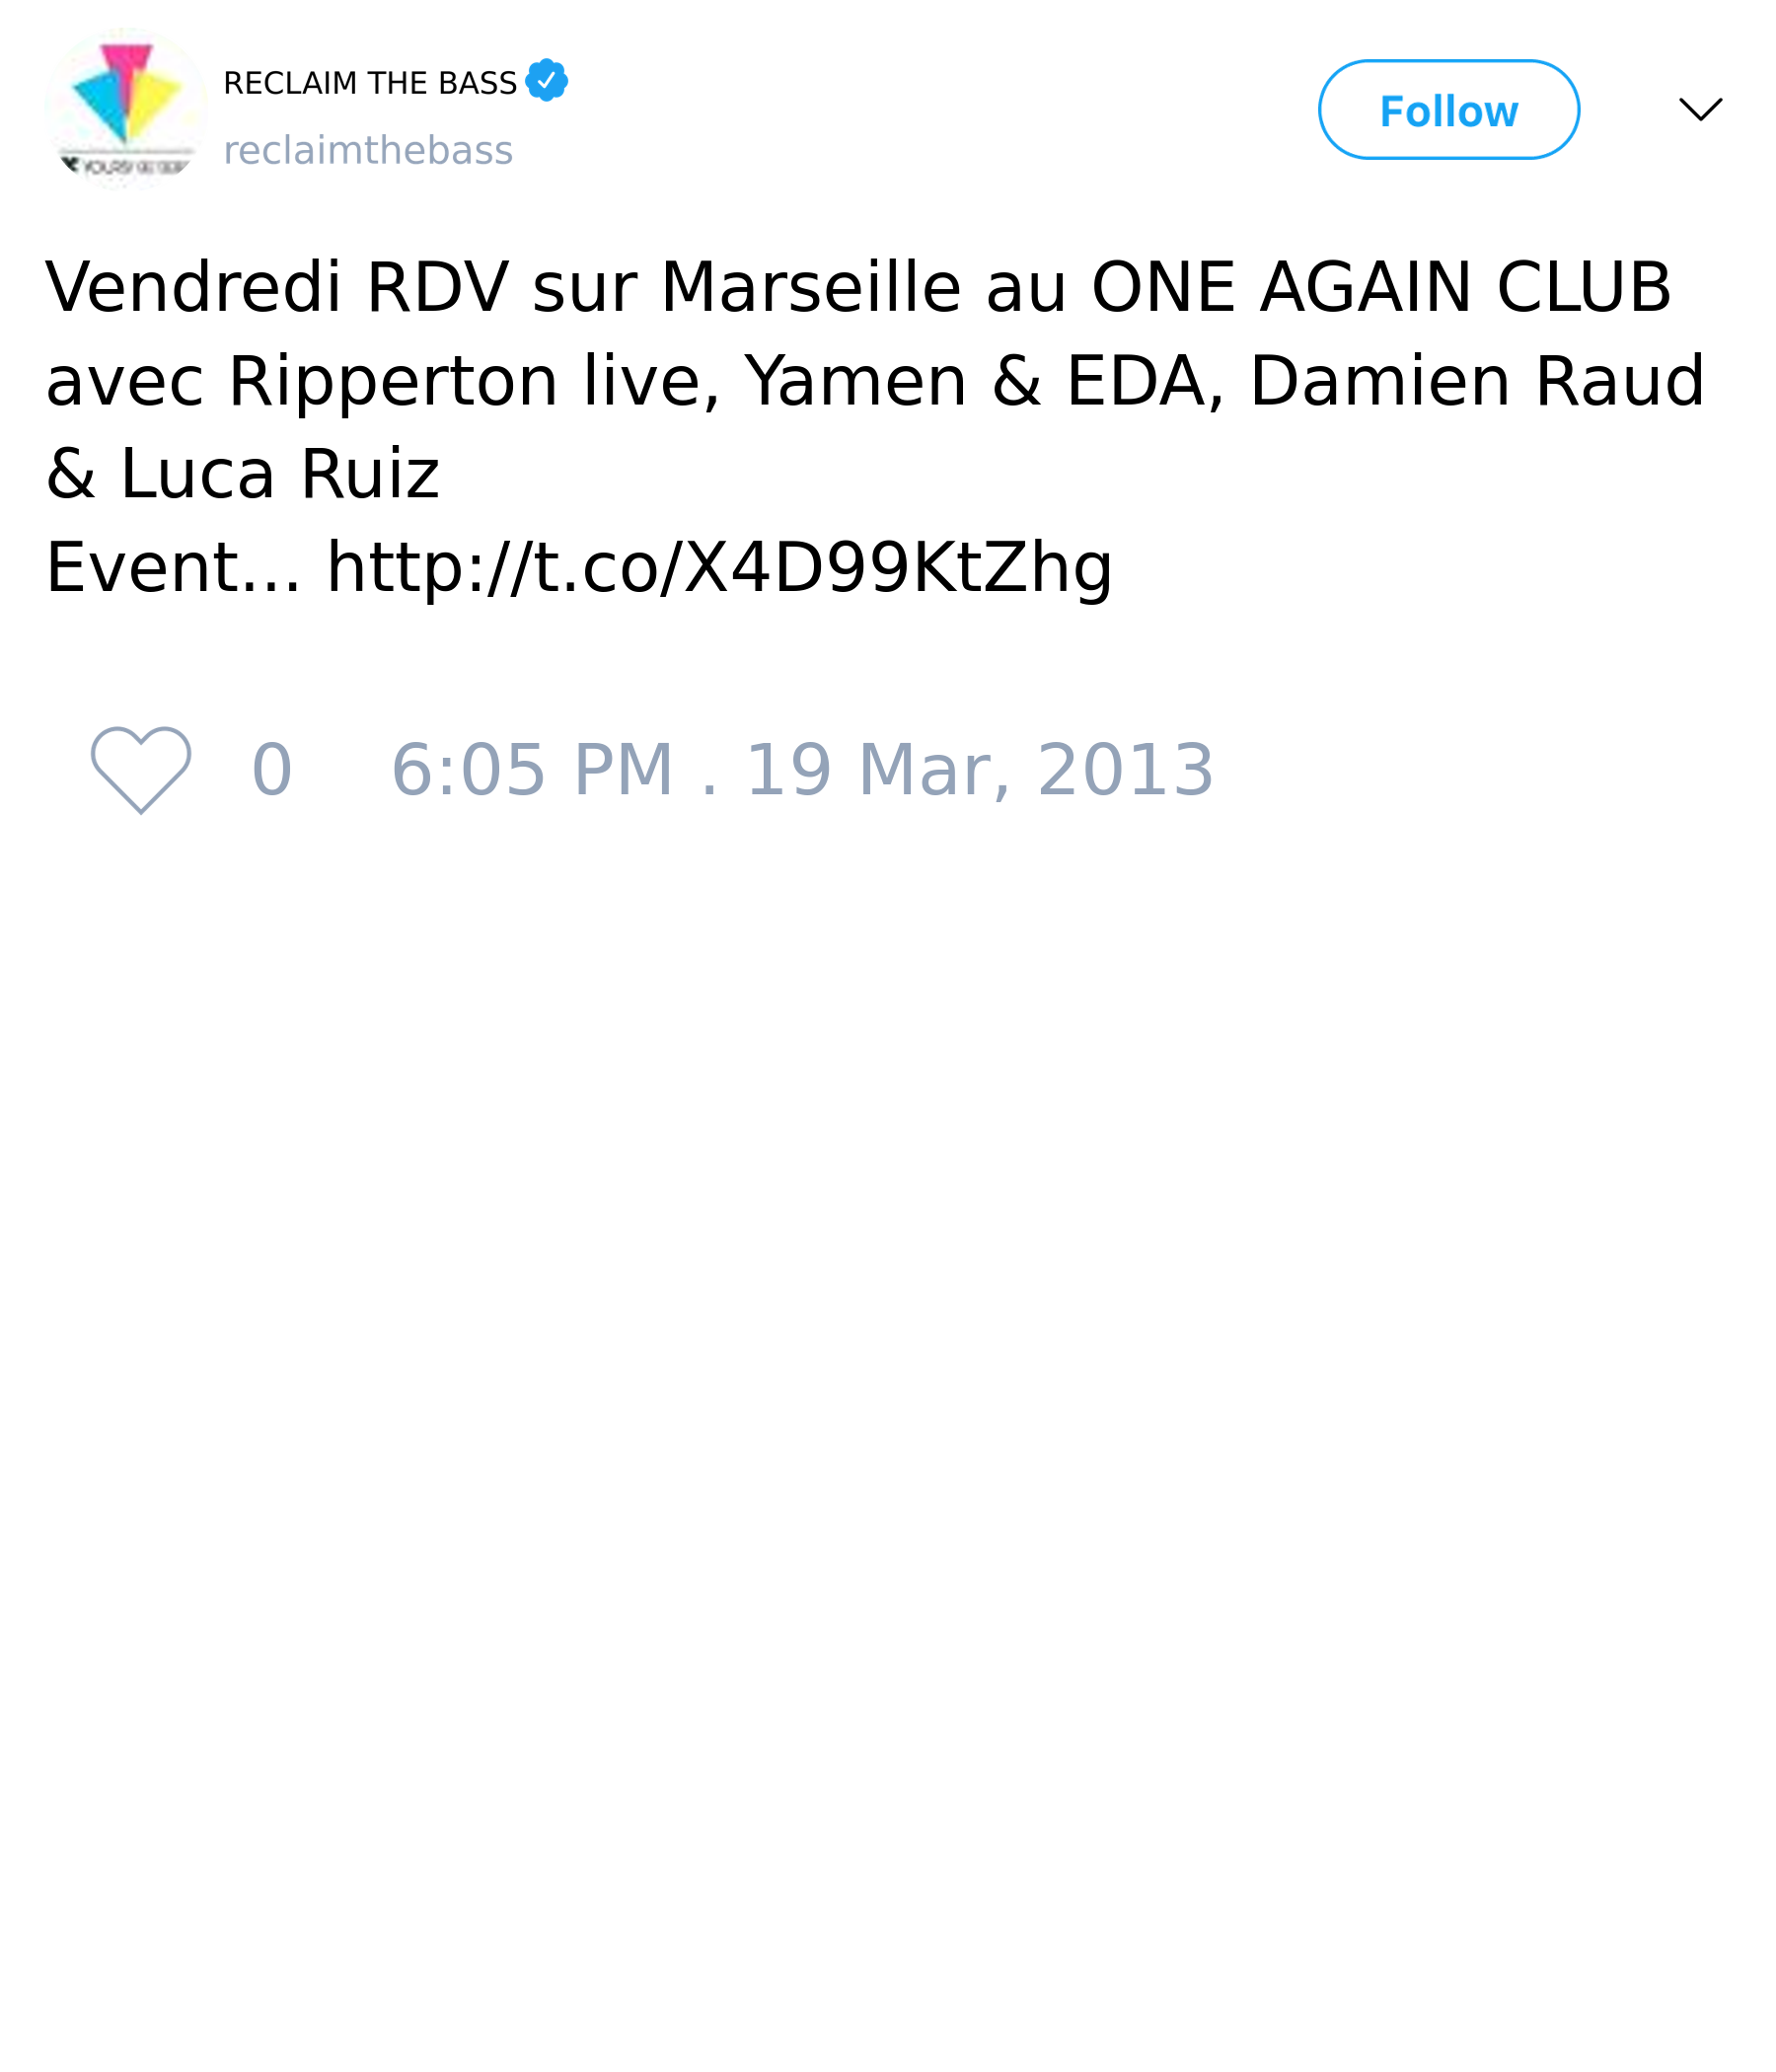 RECLAIM THE BASS
reclaimthebass
Follow
Vendredi RDV sur Marseille au ONE AGAIN CLUB
avec Ripperton live, Yamen & EDA, Damien Raud
& Luca Ruiz
Event... http://t.co/X4D99KtZhg
0 6:05 PM . 19 Mar, 2013